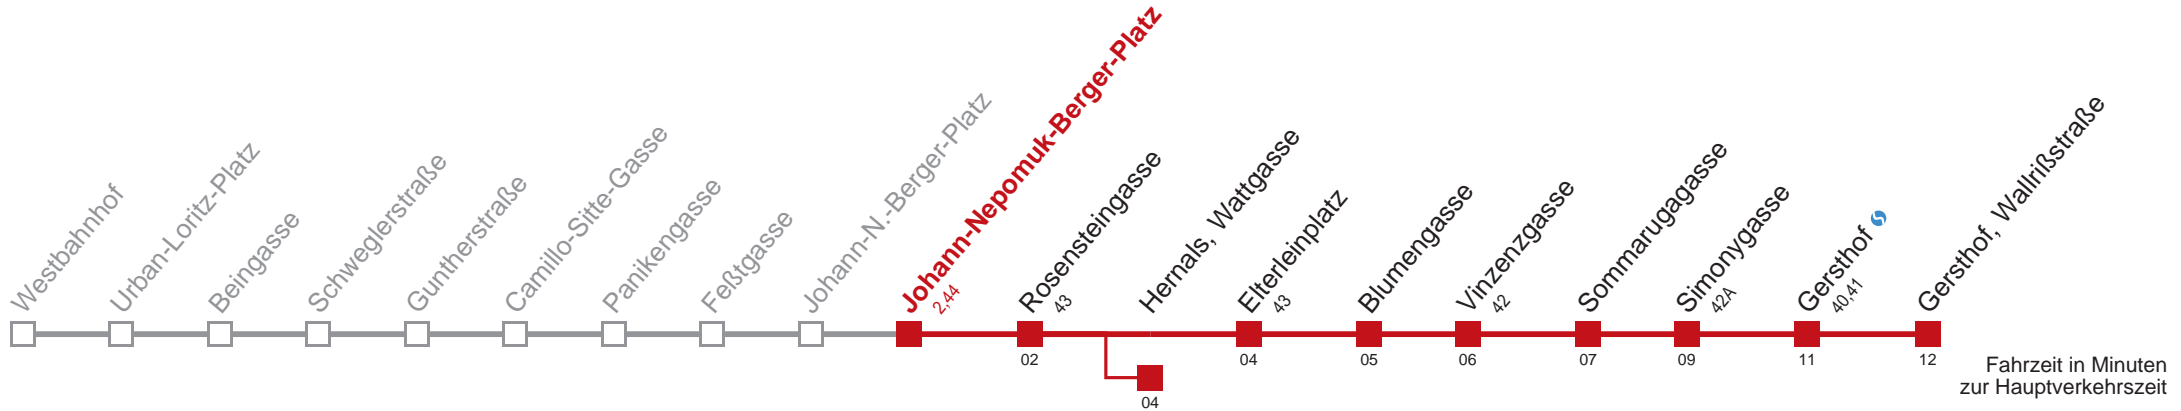 Westbahnhof
Urban-Loritz-Platz
Beingasse
Schweglerstraße
Guntherstraße
Camillo-Sitte-Gasse
Panikengasse
Feßtgasse
Johann-N.-Berger-Platz
Johann-Nepomuk-Berger-Platz
2,44
Rosensteingasse
43
Hernals, Wattgasse
Elterleinplatz
43
Blumengasse
Vinzenzgasse
42
Sommarugagasse
Simonygasse
42A
Gersthof
40,41
Gersthof, Wallrißstraße
02
04
04
05
06
07
09
11
12
Fahrzeit in Minuten
zur Hauptverkehrszeit